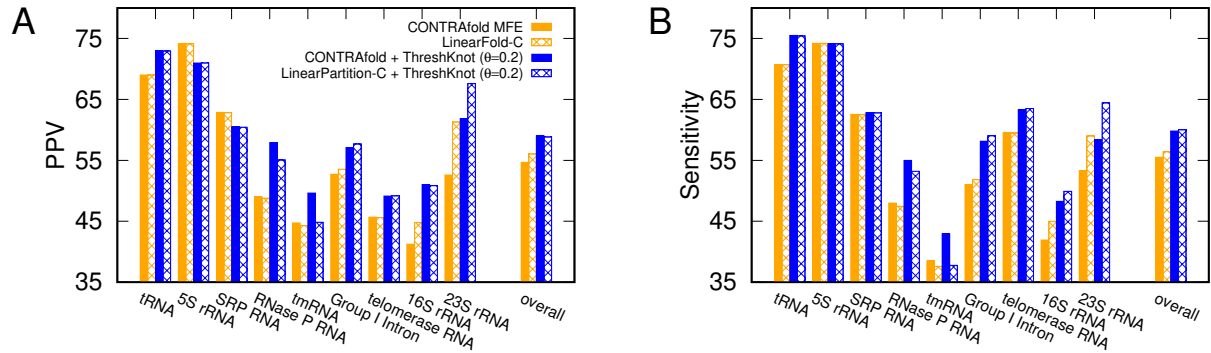 A
PPV
75
65
55
45
35
CONTRAfold MFE
LinearFold-C
CONTRAfold + ThreshKnot (θ=0.2)
LinearPartition-C + ThreshKnot (θ=0.2)
tRNA
5S rRNA
SRP RNA
RNase P RNA
tmRNA
Group I Intron
telomerase RNA
16S rRNA
23S rRNA
overall
B
Sensitivity
75
65
55
45
35
tRNA
5S rRNA
SRP RNA
RNase P RNA
tmRNA
Group I Intron
telomerase RNA
16S rRNA
23S rRNA
overall